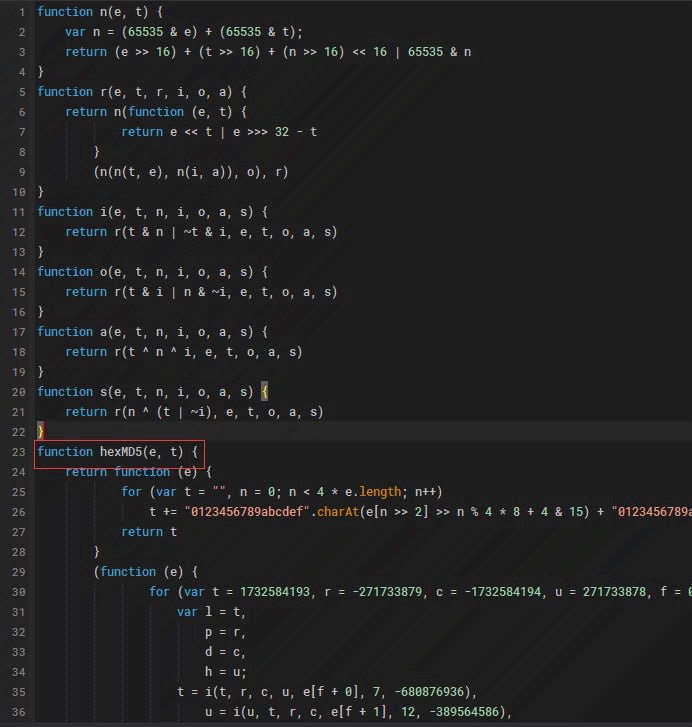 1 function n(e, t) {
2 var n = (65535 & e) + (65535 & t);
3 return (e >> 16) + (t >> 16) + (n >> 16) << 16 | 65535 & n
4 }
5 function r(e, t, r, i, o, a) {
6 return n(function (e, t) {
7 return e << t | e >>> 32 - t
8 }
9 (n(n(t, e), n(i, a)), o), r)
10 }
11 function i(e, t, n, i, o, a, s) {
12 return r(t & n | ~t & i, e, t, o, a, s)
13 }
14 function o(e, t, n, i, o, a, s) {
15 return r(t & i | n & ~i, e, t, o, a, s)
16 }
17 function a(e, t, n, i, o, a, s) {
18 return r(t ^ n ^ i, e, t, o, a, s)
19 }
20 function s(e, t, n, i, o, a, s) {
21 return r(n ^ (t | ~i), e, t, o, a, s)
22 }
23 function hexMD5(e, t) {
24 return function (e) {
25 for (var t = "", n = 0; n < 4 * e.length; n++)
26 t += "0123456789abcdef".charAt(e[n >> 2] >> n % 4 * 8 + 4 & 15) + "0123456789a
27 return t
28 }
29 (function (e) {
30 for (var t = 1732584193, r = -271733879, c = -1732584194, u = 271733878, f = 0
31 var l = t,
32 p = r,
33 d = c,
34 h = u;
35 t = i(t, r, c, u, e[f + 0], 7, -680876936),
36 u = i(u, t, r, c, e[f + 1], 12, -389564586),